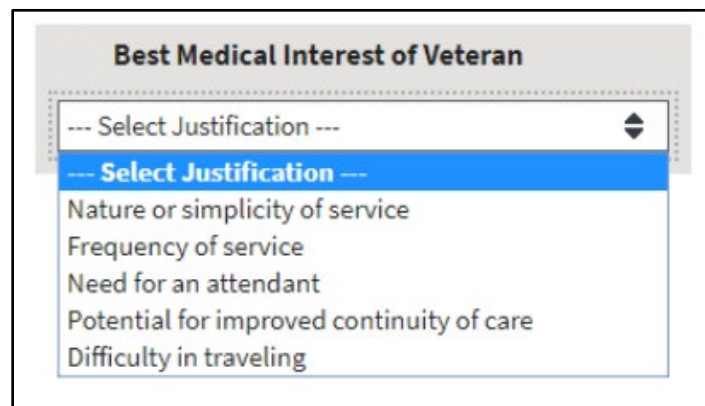 Best Medical Interest of Veteran
--- Select Justification ---
--- Select Justification ---
Nature or simplicity of service
Frequency of service
Need for an attendant
Potential for improved continuity of care
Difficulty in traveling